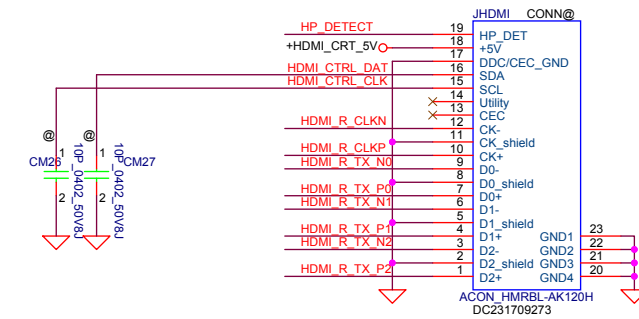 JHDMI CONN@
HP_DETECT 19 HP_DET
+HDMI_CRT_5V 18 +5V
17 DDC/CEC_GND
HDMI_CTRL_DAT 16 SDA
HDMI_CTRL_CLK 15 SCL
14 Utility
13 CEC
HDMI_R_CLKN 12 CK-
11 CK_shield
HDMI_R_CLKP 10 CK+
HDMI_R_TX_N0 9 D0-
8 D0_shield
HDMI_R_TX_P0 7 D0+
HDMI_R_TX_N1 6 D1-
5 D1_shield
HDMI_R_TX_P1 4 D1+ GND1 23
HDMI_R_TX_N2 3 D2- GND2 22
2 D2_shield GND3 21
HDMI_R_TX_P2 1 D2+ GND4 20
ACON_HMRBL-AK120H
DC231709273
@ @
1 1
CM26 CM27
2 2
10P_0402_50V8J
10P_0402_50V8J